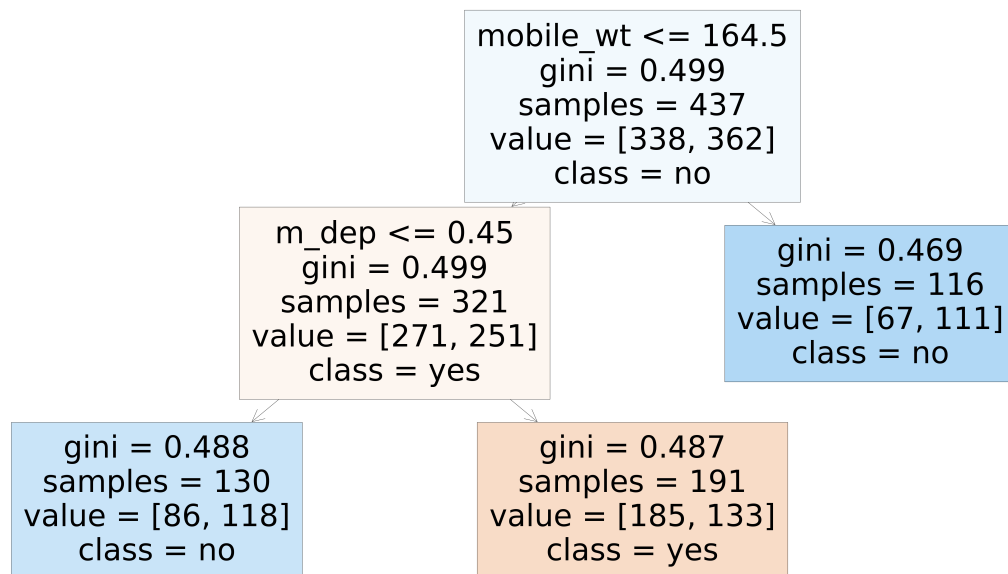 mobile_wt <= 164.5
gini = 0.499
samples = 437
value = [338, 362]
class = no
m_dep <= 0.45
gini = 0.499
samples = 321
value = [271, 251]
class = yes
gini = 0.469
samples = 116
value = [67, 111]
class = no
gini = 0.488
samples = 130
value = [86, 118]
class = no
gini = 0.487
samples = 191
value = [185, 133]
class = yes